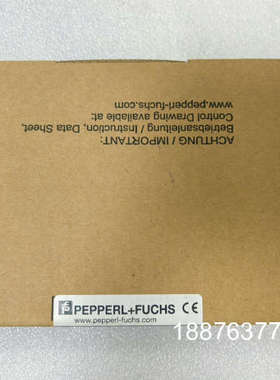 ACHTUNG / IMPORTANT:
Betriebsanleitung / Instruction, Data Sheet,
Control Drawing available at:
www.pepperl-fuchs.com
PEPPERL+FUCHS CE
www.pepperl-fuchs.com
18876377